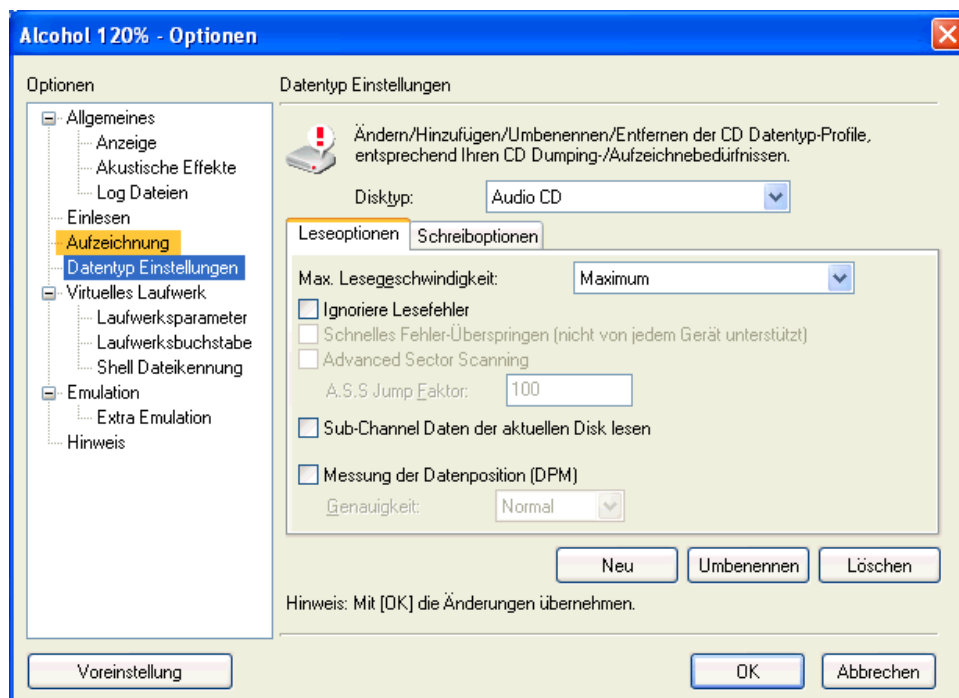 Alcohol 120% - Optionen
Optionen
Allgemeines
Anzeige
Akustische Effekte
Log Dateien
Einlesen
Aufzeichnung
Datentyp Einstellungen
Virtuelles Laufwerk
Laufwerksparameter
Laufwerksbuchstabe
Shell Dateikennung
Emulation
Extra Emulation
Hinweis
Datentyp Einstellungen
Ändern/Hinzufügen/Umbenennen/Entfernen der CD Datentyp-Profile,
entsprechend Ihren CD Dumping-/Aufzeichnebedürfnissen.
Disktyp: Audio CD
Leseoptionen Schreiboptionen
Max. Lesegeschwindigkeit: Maximum
Ignoriere Lesefehler
Schnelles Fehler-Überspringen (nicht von jedem Gerät unterstützt)
Advanced Sector Scanning
A.S.S Jump Faktor: 100
Sub-Channel Daten der aktuellen Disk lesen
Messung der Datenposition (DPM)
Genauigkeit: Normal
Neu Umbenennen Löschen
Hinweis: Mit [OK] die Änderungen übernehmen.
Voreinstellung OK Abbrechen